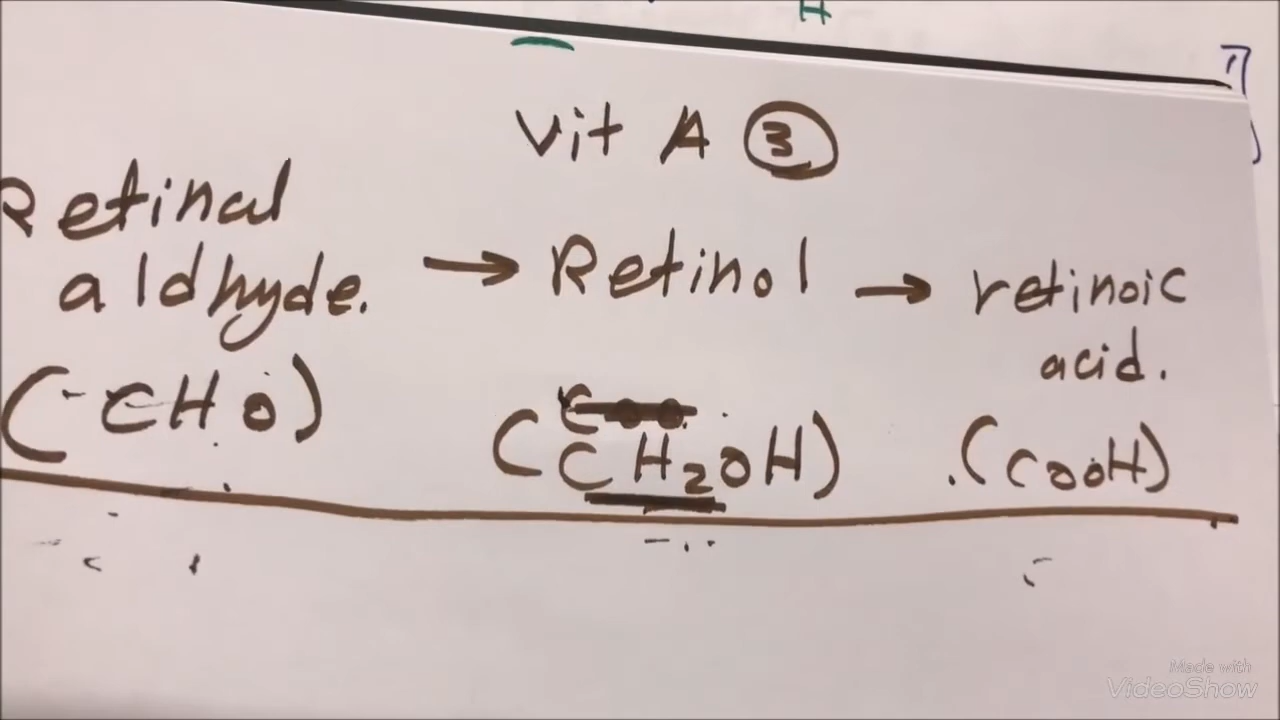 Vit A ③
Retinal
aldhyde. → Retinol → retinoic
acid.
(-CHO) (CH₂OH) (COOH)
Made with
VideoShow